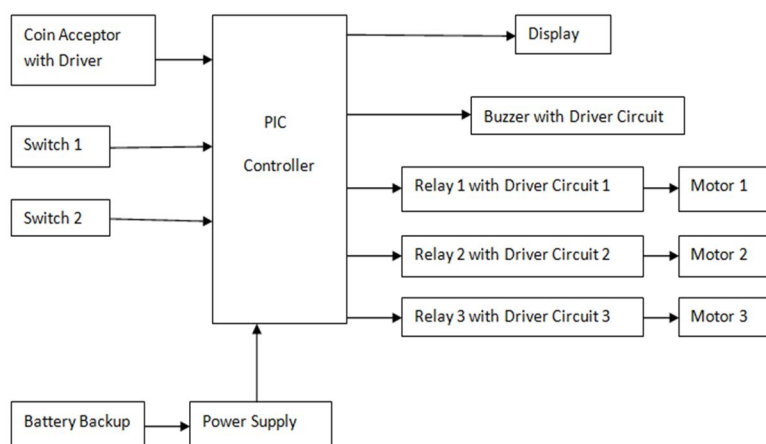 Coin Acceptor
with Driver
Display
PIC
Controller
Buzzer with Driver Circuit
Switch 1
Relay 1 with Driver Circuit 1
Motor 1
Switch 2
Relay 2 with Driver Circuit 2
Motor 2
Relay 3 with Driver Circuit 3
Motor 3
Battery Backup
Power Supply